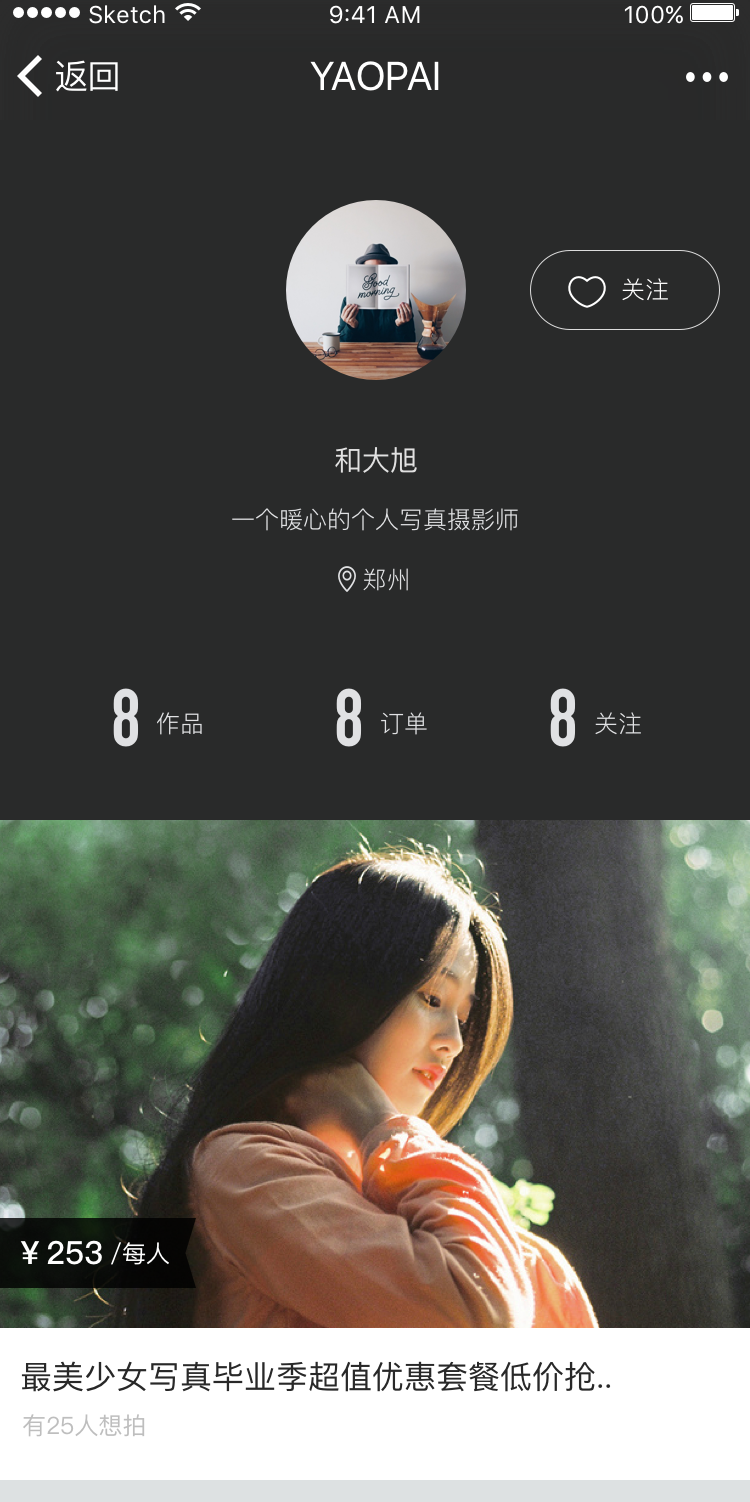 Sketch 9:41 AM 100%
返回 YAOPAI
Good
morning
关注
和大旭
一个暖心的个人写真摄影师
郑州
8 作品 8 订单 8 关注
¥ 253 /每人
最美少女写真毕业季超值优惠套餐低价抢..
有25人想拍